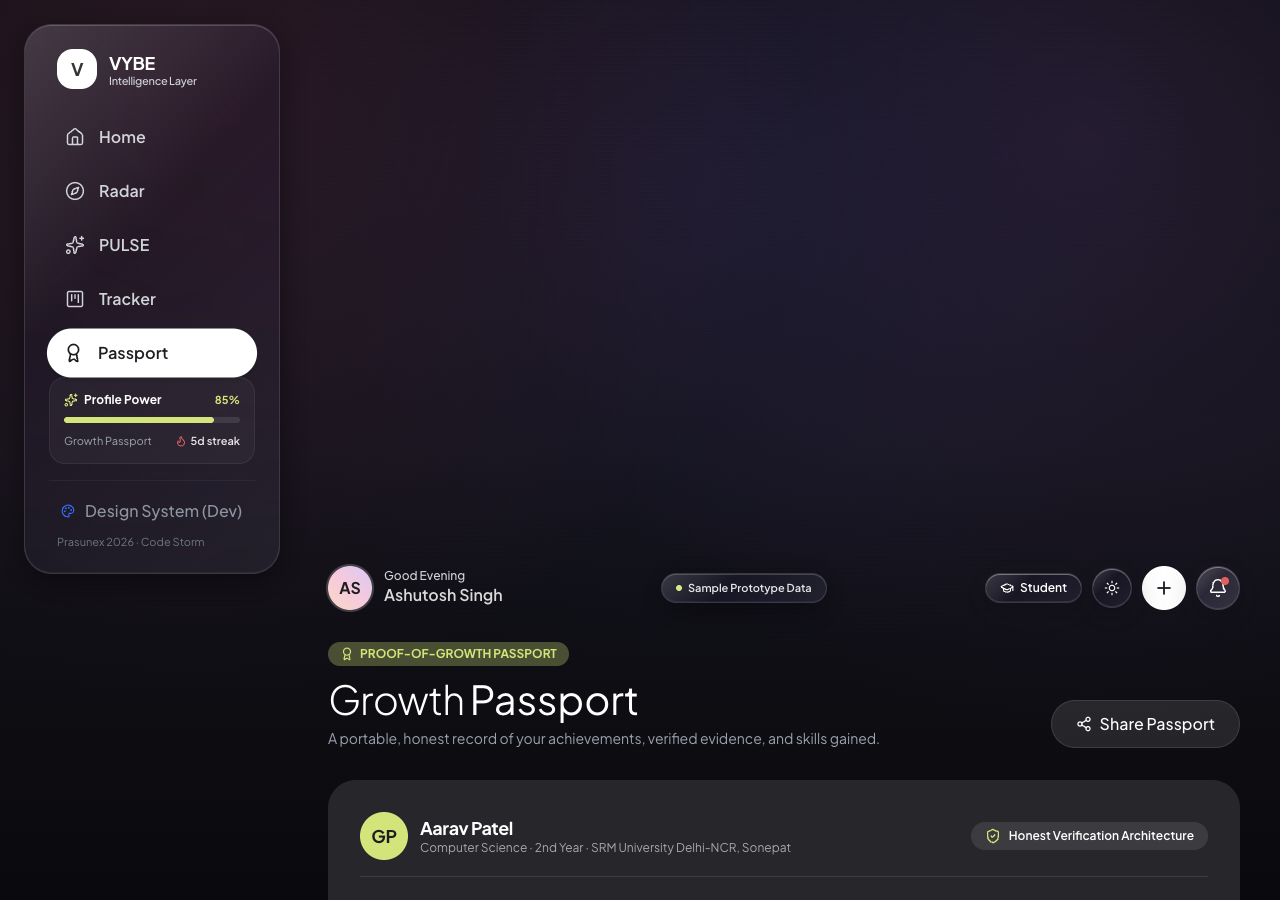 V
VYBE
Intelligence Layer
Home
Radar
PULSE
Tracker
Passport
Profile Power 85%
Growth Passport 5d streak
Design System (Dev)
Prasunex 2026 · Code Storm
AS
Good Evening
Ashutosh Singh
Sample Prototype Data
Student
PROOF-OF-GROWTH PASSPORT
Growth Passport
A portable, honest record of your achievements, verified evidence, and skills gained.
Share Passport
GP
Aarav Patel
Computer Science · 2nd Year · SRM University Delhi-NCR, Sonepat
Honest Verification Architecture